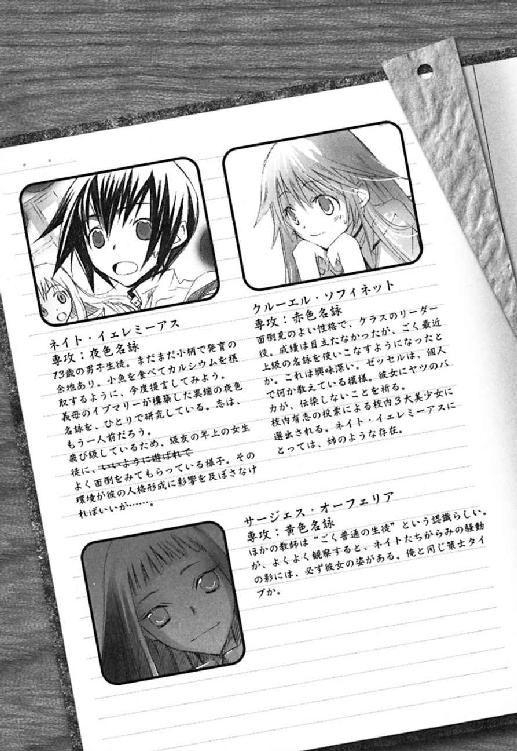 ネイト・イェレミーアス
専攻：夜色名詠
13歳の男子生徒。まだまだ小柄で発育の
余地あり。小魚を食べてカルシウムを摂
取するように、今度提言してみよう。
義母のイブマリーが構築した異端の夜色
名詠を、ひとりで研究している。志は、
もう一人前だろう。
飛び級しているため、級友の年上の女生
徒に、いいように遊ばれて
よく面倒をみてもらっている様子。その
環境が彼の人格形成に影響を及ぼさなけ
ればいいが……。
クルーエル・ソフィネット
専攻：赤色名詠
面倒見のよい性格で、クラスのリーダー
役。成績は目立たなかったが、ごく最近
上級の名詠を使いこなすようになったと
か。これは興味深い。ゼッセルは、個人
で何か教えている模様。彼女にヤツのバ
カが、伝染しないことを祈る。
校内有志の投票による校内3大美少女に
選出される。ネイト・イェレミーアスに
とっては、姉のような存在。
サージェス・オーフェリア
専攻：黄色名詠
ほかの教師は“ごく普通の生徒”という認識らしい。
が、よくよく観察すると、ネイトたちがらみの騒動
の影には、必ず彼女の姿がある。俺と同じ策士タイ
プか。